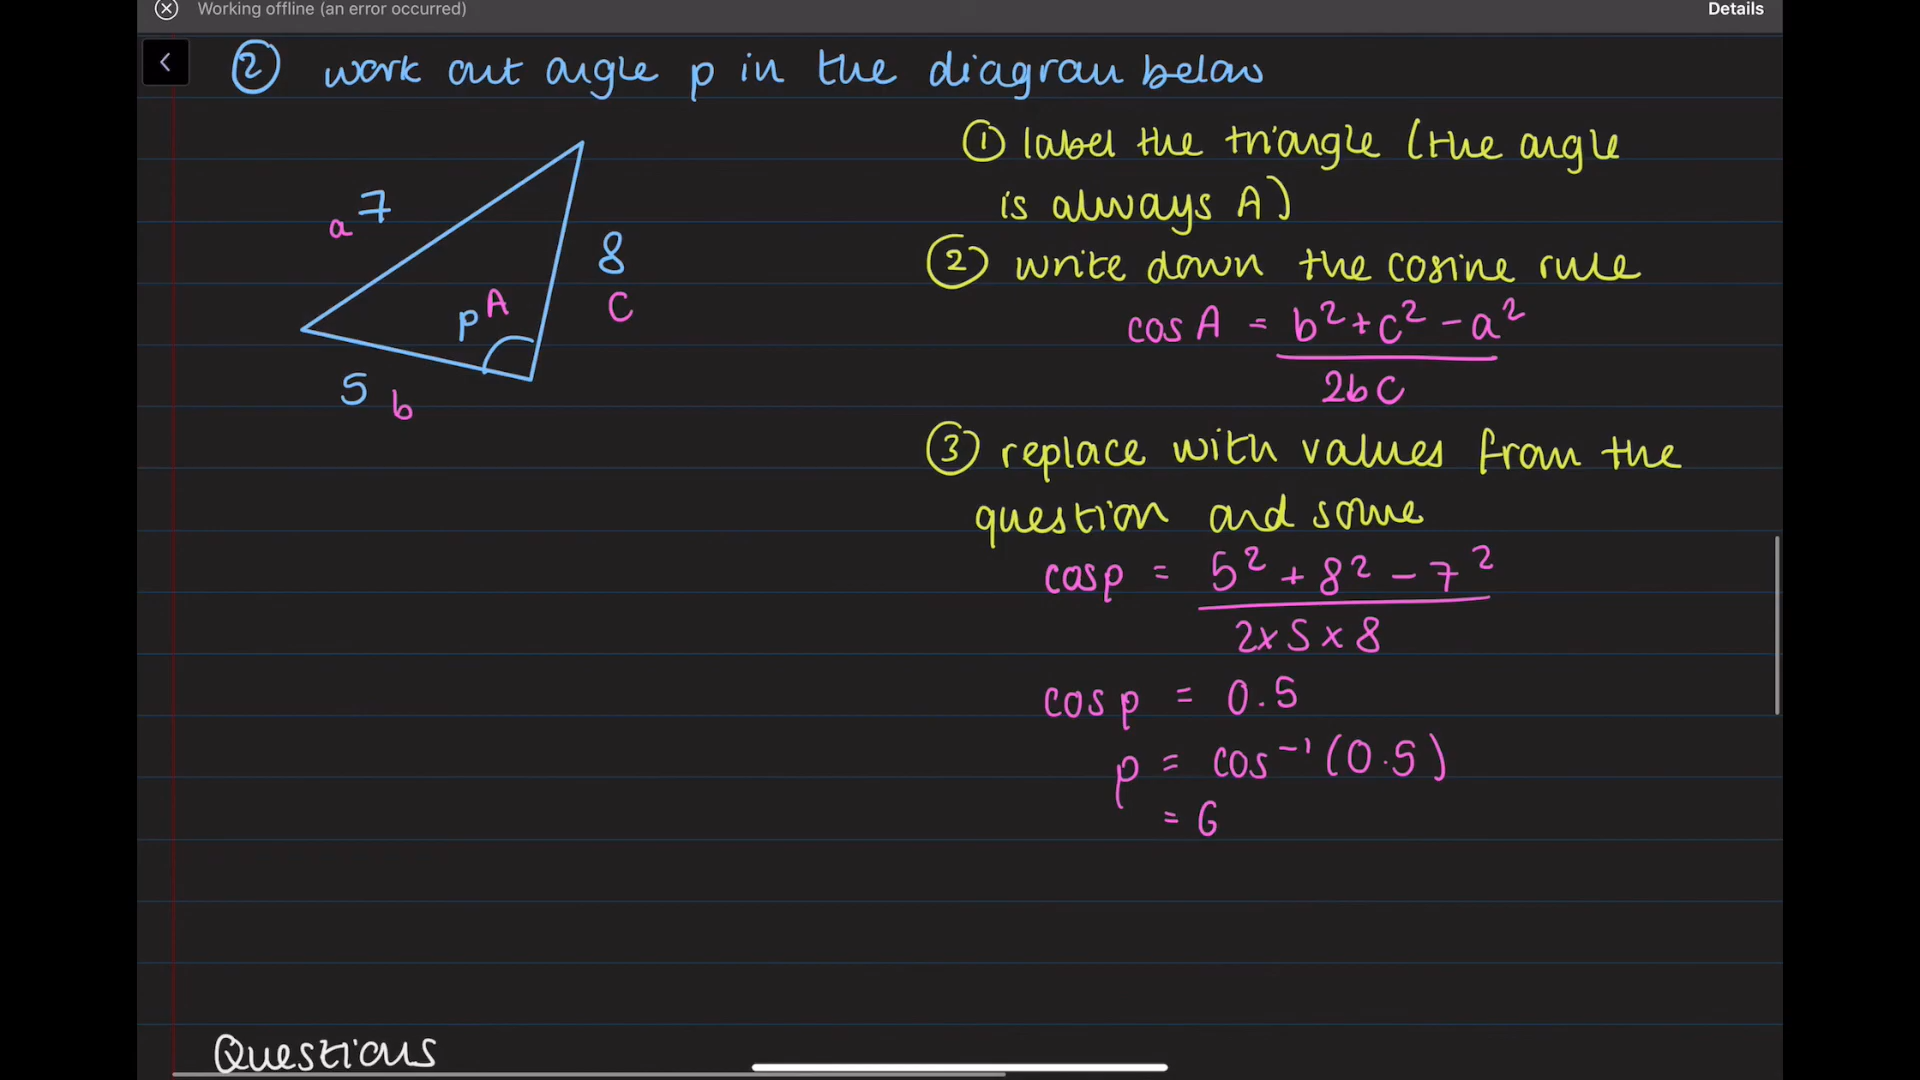 Working offline (an error occurred)
Details
② work out angle p in the diagram below
a 7
8
C
p A
5 b
① label the triangle (the angle
is always A)
② write down the cosine rule
cos A = b² + c² - a²
2bc
③ replace with values from the
question and solve
cosp = 5² + 8² - 7²
2 x 5 x 8
cos p = 0.5
p = cos⁻¹(0.5)
= 6
Questions